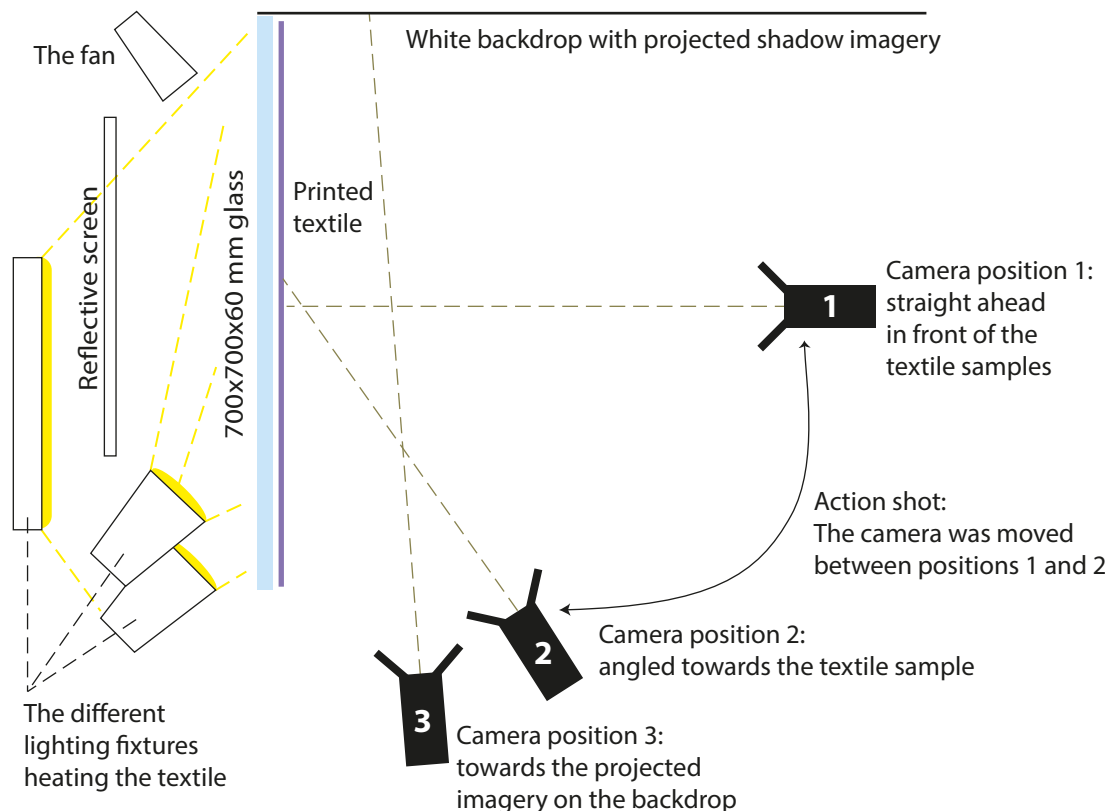 The fan
White backdrop with projected shadow imagery
Reflective screen
700x700x60 mm glass
Printed
textile
1
Camera position 1:
straight ahead
in front of the
textile samples
Action shot:
The camera was moved
between positions 1 and 2
2
Camera position 2:
angled towards the textile sample
3
Camera position 3:
towards the projected
imagery on the backdrop
The different
lighting fixtures
heating the textile